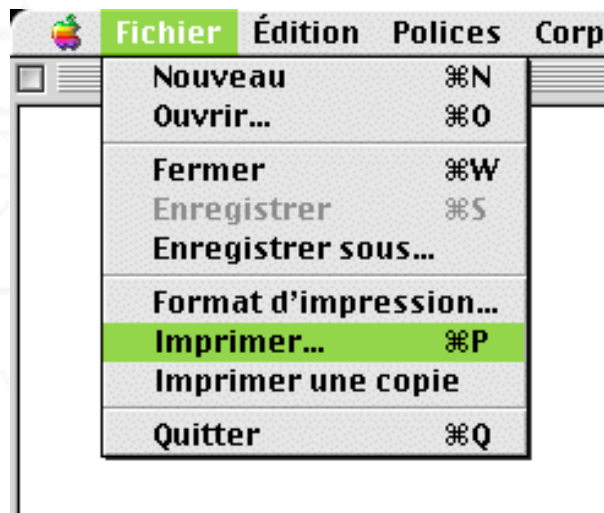 Fichier Édition Polices Corp
Nouveau ⌘N
Ouvrir... ⌘O
Fermer ⌘W
Enregistrer ⌘S
Enregistrer sous...
Format d'impression...
Imprimer... ⌘P
Imprimer une copie
Quitter ⌘Q